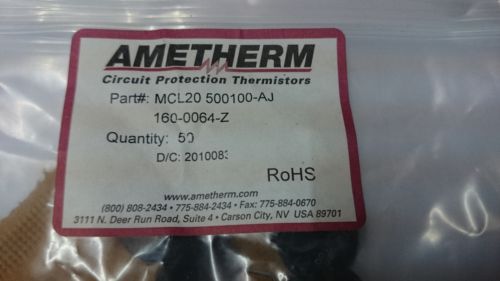 AMETHERM
Circuit Protection Thermistors
Part#: MCL20 500100-AJ
160-0064-Z
Quantity: 50
D/C: 2010083
RoHS
www.ametherm.com
(800) 808-2434 • 775-884-2434 • Fax: 775-884-0670
3111 N. Deer Run Road, Suite 4 • Carson City, NV USA 89701